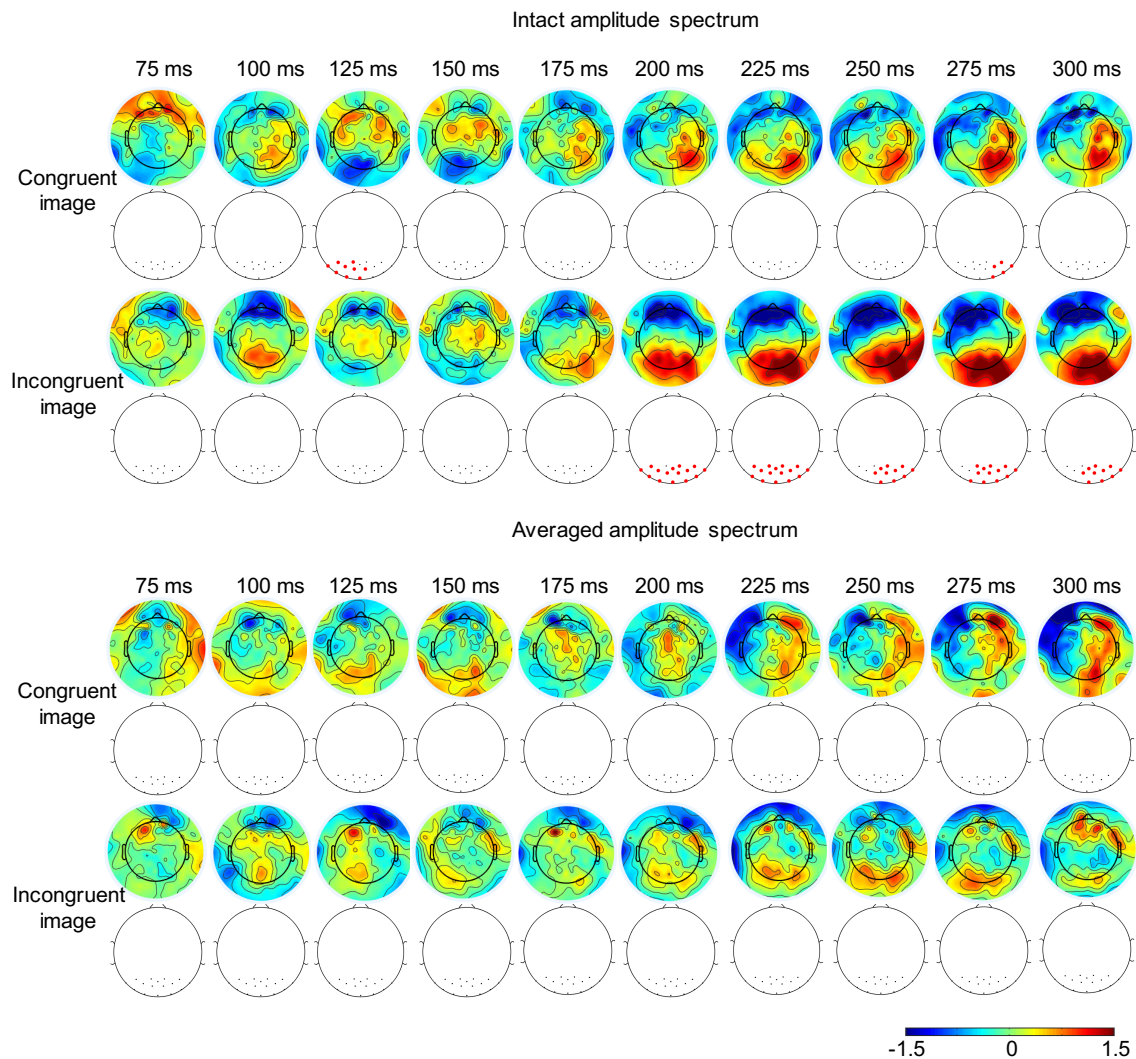 Intact amplitude spectrum
75 ms 100 ms 125 ms 150 ms 175 ms 200 ms 225 ms 250 ms 275 ms 300 ms
Congruent
image
Incongruent
image
Averaged amplitude spectrum
75 ms 100 ms 125 ms 150 ms 175 ms 200 ms 225 ms 250 ms 275 ms 300 ms
Congruent
image
Incongruent
image
-1.5 0 1.5